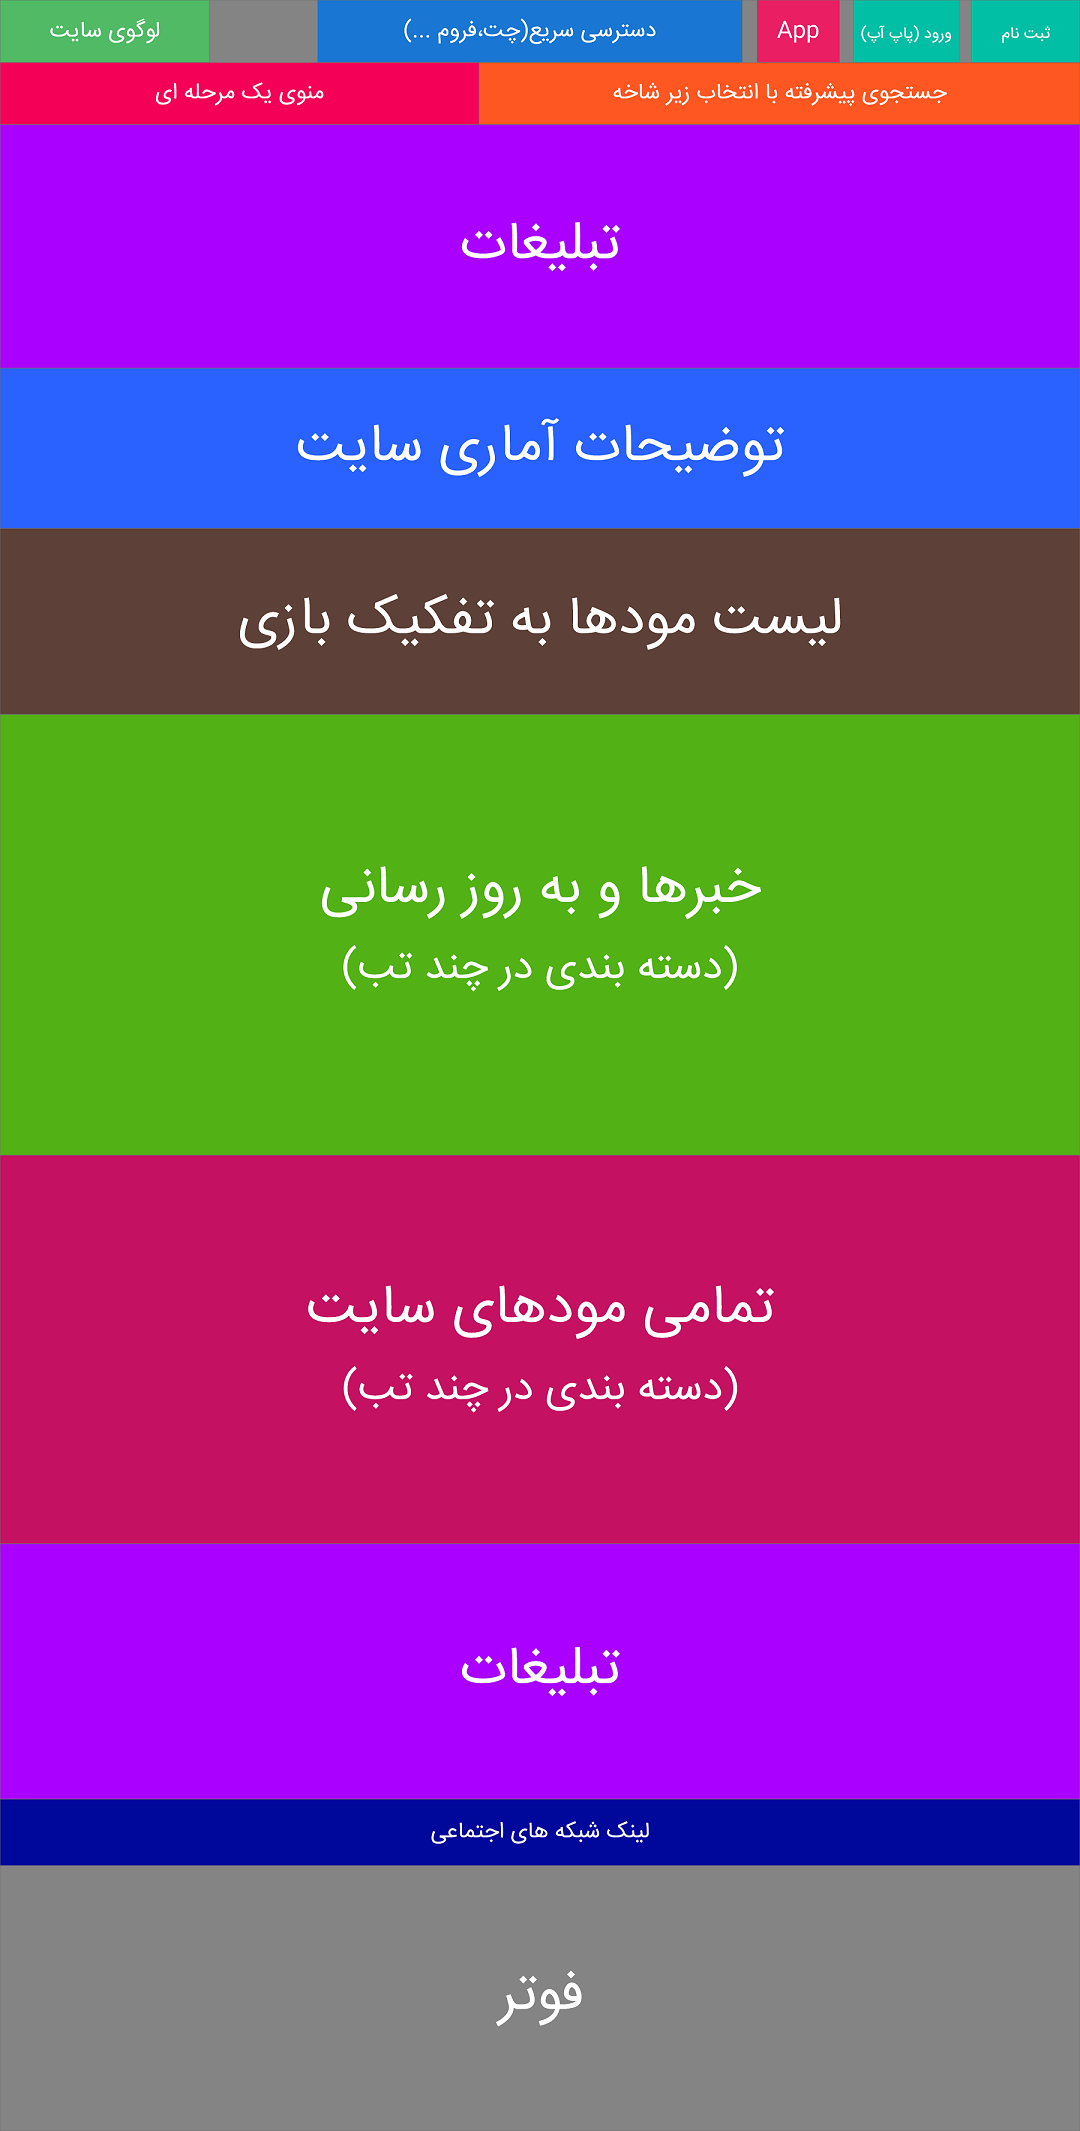 ثبت نام
ورود (پاپ آپ)
App
دسترسی سریع(چت،فروم ...)
لوگوی سایت
جستجوی پیشرفته با انتخاب زیر شاخه
منوی یک مرحله ای
تبلیغات
توضیحات آماری سایت
لیست مودها به تفکیک بازی
خبرها و به روز رسانی
(دسته بندی در چند تب)
تمامی مودهای سایت
(دسته بندی در چند تب)
تبلیغات
لینک شبکه های اجتماعی
فوتر